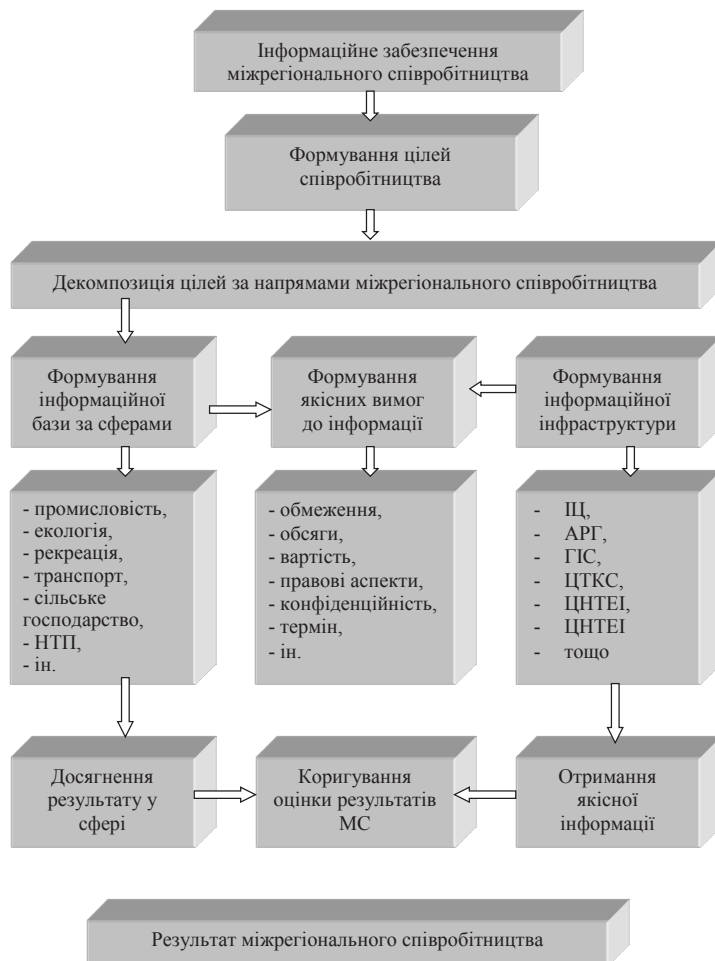 Інформаційне забезпечення
міжрегіонального співробітництва
Формування цілей
співробітництва
Декомпозиція цілей за напрямами міжрегіонального співробітництва
Формування
інформаційної
бази за сферами
Формування
якісних вимог
до інформації
Формування
інформаційної
інфраструктури
- промисловість,
- екологія,
- рекреація,
- транспорт,
- сільське
господарство,
- НТП,
- ін.
- обмеження,
- обсяги,
- вартість,
- правові аспекти,
- конфіденційність,
- термін,
- ін.
- ІЦ,
- АРГ,
- ГІС,
- ЦТКС,
- ЦНТЕІ,
- ЦНТЕІ
- тощо
Досягнення
результату у
сфері
Коригування
оцінки результатів
МС
Отримання
якісної
інформації
Результат міжрегіонального співробітництва